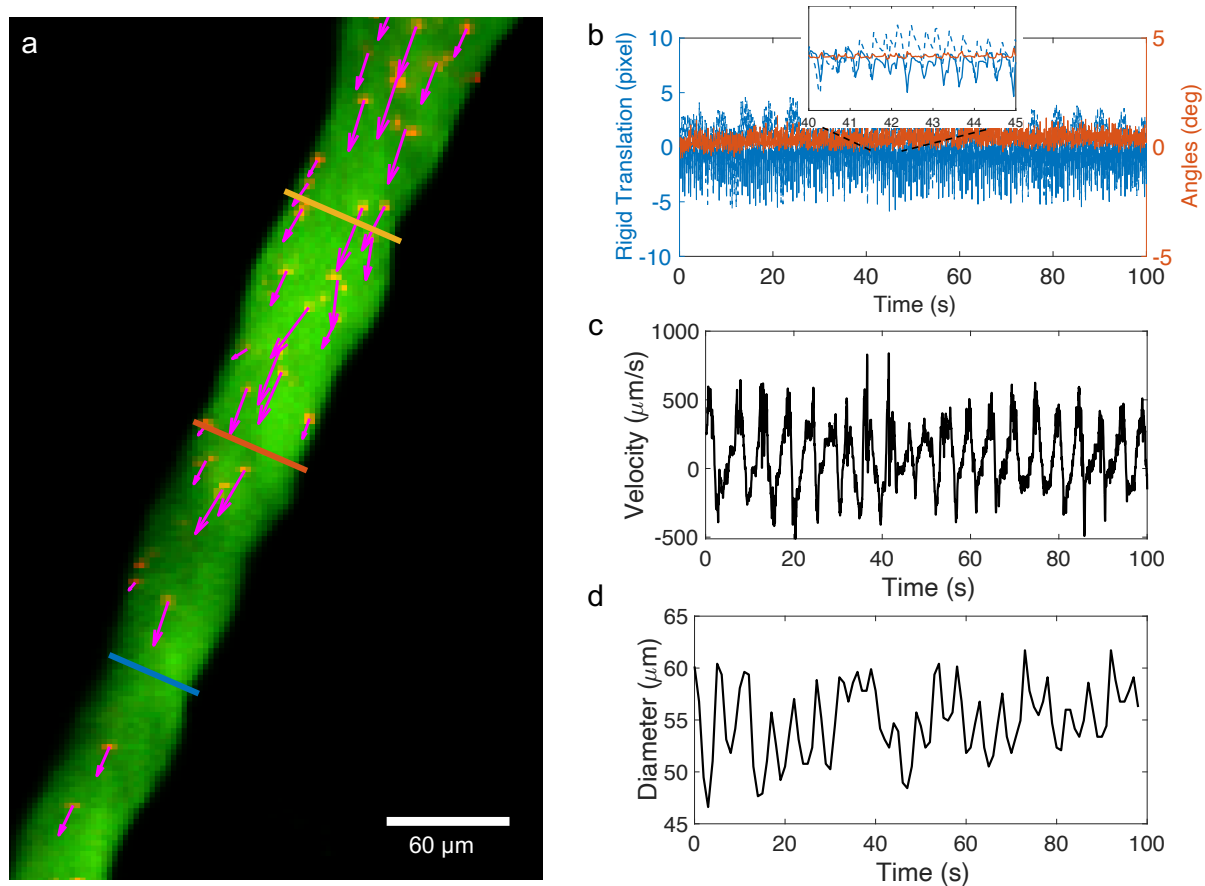 a
60 μm
b
Rigid Translation (pixel)
10
5
0
-5
-10
40 41 42 43 44 45
5
0
-5
Angles (deg)
0 20 40 60 80 100
Time (s)
c
Velocity (μm/s)
1000
500
0
-500
0 20 40 60 80 100
Time (s)
d
Diameter (μm)
65
60
55
50
45
0 20 40 60 80 100
Time (s)